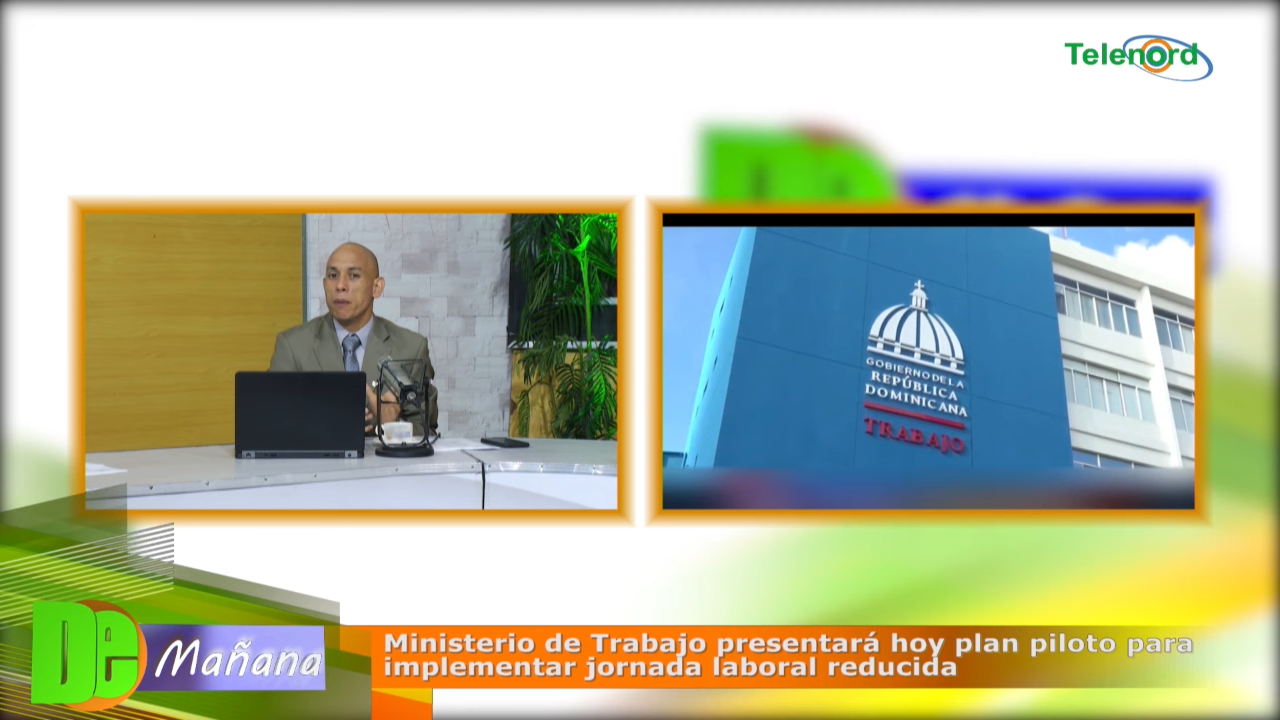 Telenord
GOBIERNO DE LA
REPÚBLICA
DOMINICANA
TRABAJO
De
Mañana
Ministerio de Trabajo presentará hoy plan piloto para
implementar jornada laboral reducida